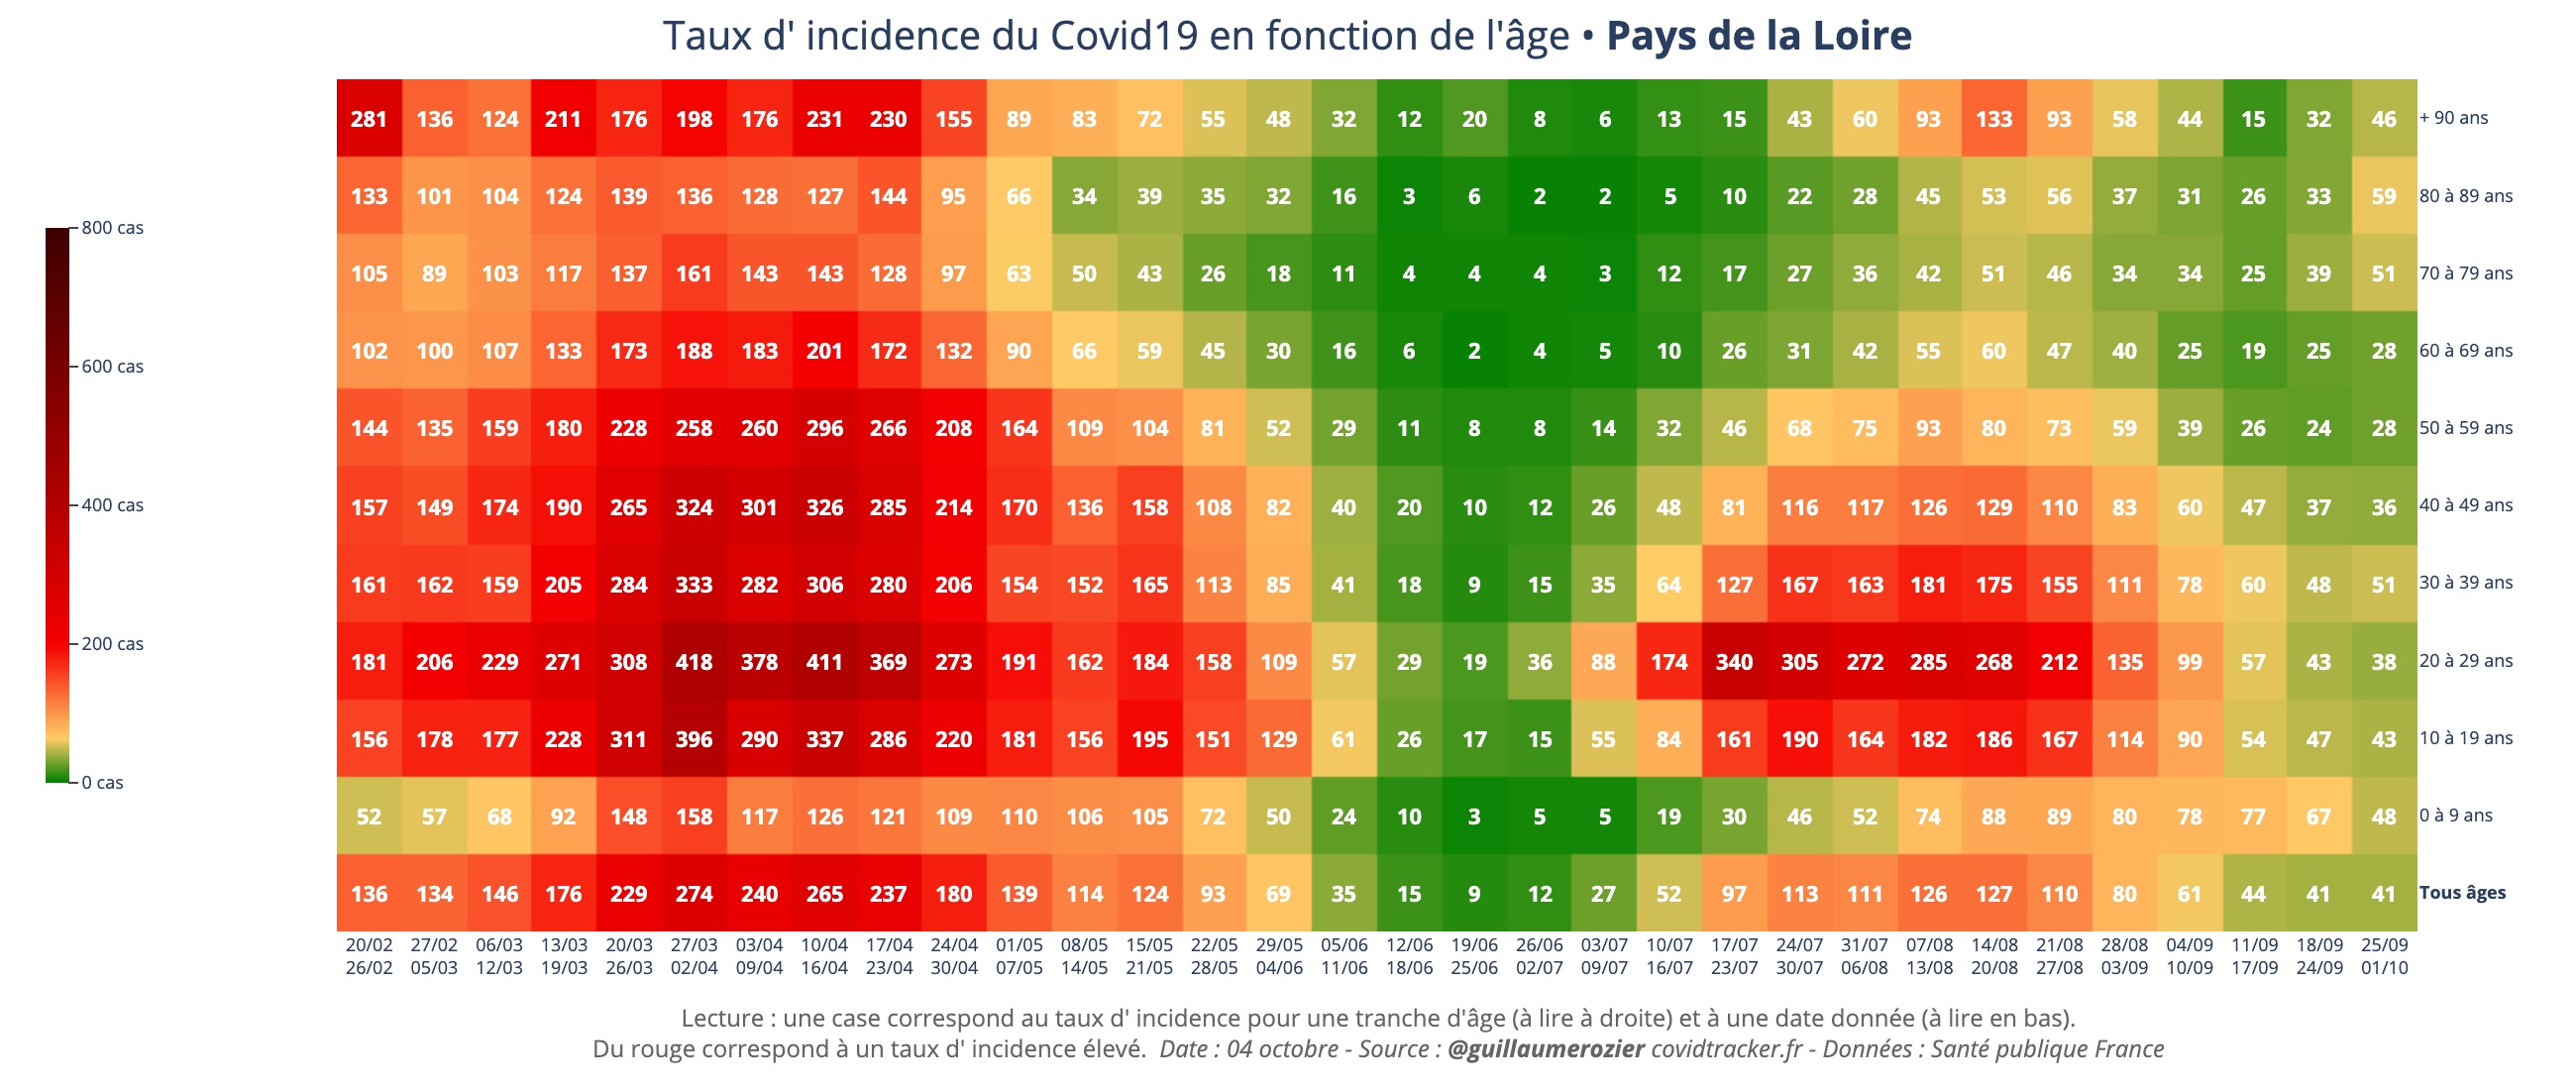 Taux d' incidence du Covid19 en fonction de l'âge • Pays de la Loire
281 136 124 211 176 198 176 231 230 155 89 83 72 55 48 32 12 20 8 6 13 15 43 60 93 133 93 58 44 15 32 46 + 90 ans
133 101 104 124 139 136 128 127 144 95 66 34 39 35 32 16 3 6 2 2 5 10 22 28 45 53 56 37 31 26 33 59 80 à 89 ans
800 cas
105 89 103 117 137 161 143 143 128 97 63 50 43 26 18 11 4 4 4 3 12 17 27 36 42 51 46 34 34 25 39 51 70 à 79 ans
102 100 107 133 173 188 183 201 172 132 90 66 59 45 30 16 6 2 4 5 10 26 31 42 55 60 47 40 25 19 25 28 60 à 69 ans
600 cas
144 135 159 180 228 258 260 296 266 208 164 109 104 81 52 29 11 8 8 14 32 46 68 75 93 80 73 59 39 26 24 28 50 à 59 ans
400 cas
157 149 174 190 265 324 301 326 285 214 170 136 158 108 82 40 20 10 12 26 48 81 116 117 126 129 110 83 60 47 37 36 40 à 49 ans
161 162 159 205 284 333 282 306 280 206 154 152 165 113 85 41 18 9 15 35 64 127 167 163 181 175 155 111 78 60 48 51 30 à 39 ans
200 cas
181 206 229 271 308 418 378 411 369 273 191 162 184 158 109 57 29 19 36 88 174 340 305 272 285 268 212 135 99 57 43 38 20 à 29 ans
156 178 177 228 311 396 290 337 286 220 181 156 195 151 129 61 26 17 15 55 84 161 190 164 182 186 167 114 90 54 47 43 10 à 19 ans
0 cas
52 57 68 92 148 158 117 126 121 109 110 106 105 72 50 24 10 3 5 5 19 30 46 52 74 88 89 80 78 77 67 48 0 à 9 ans
136 134 146 176 229 274 240 265 237 180 139 114 124 93 69 35 15 9 12 27 52 97 113 111 126 127 110 80 61 44 41 41 Tous âges
20/02 27/02 06/03 13/03 20/03 27/03 03/04 10/04 17/04 24/04 01/05 08/05 15/05 22/05 29/05 05/06 12/06 19/06 26/06 03/07 10/07 17/07 24/07 31/07 07/08 14/08 21/08 28/08 04/09 11/09 18/09 25/09
26/02 05/03 12/03 19/03 26/03 02/04 09/04 16/04 23/04 30/04 07/05 14/05 21/05 28/05 04/06 11/06 18/06 25/06 02/07 09/07 16/07 23/07 30/07 06/08 13/08 20/08 27/08 03/09 10/09 17/09 24/09 01/10
Lecture : une case correspond au taux d' incidence pour une tranche d'âge (à lire à droite) et à une date donnée (à lire en bas).
Du rouge correspond à un taux d' incidence élevé. Date : 04 octobre - Source : @guillaumerozier covidtracker.fr - Données : Santé publique France